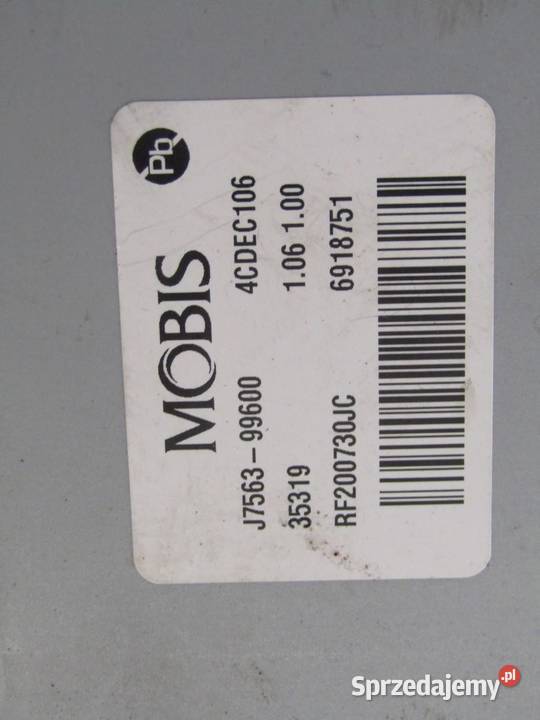 Pb
MOBIS
J7563-99600 4CDEC106
35319 1.06 1.00
RF200730JC 6918751
Sprzedajemy.pl